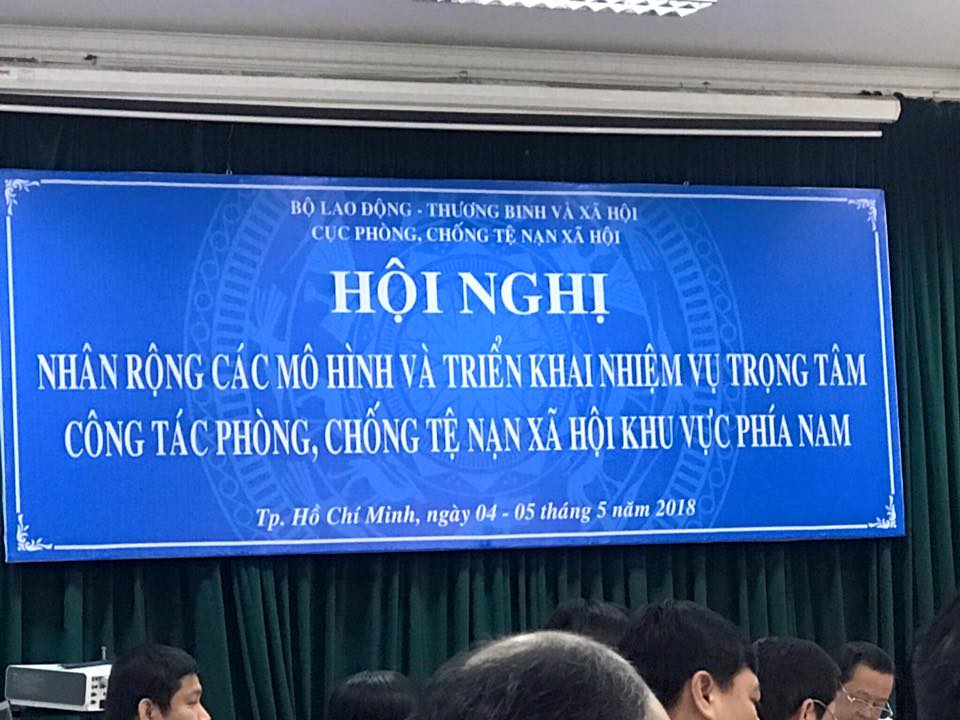 BỘ LAO ĐỘNG - THƯƠNG BINH VÀ XÃ HỘI
CỤC PHÒNG, CHỐNG TỆ NẠN XÃ HỘI
HỘI NGHỊ
NHÂN RỘNG CÁC MÔ HÌNH VÀ TRIỂN KHAI NHIỆM VỤ TRỌNG TÂM
CÔNG TÁC PHÒNG, CHỐNG TỆ NẠN XÃ HỘI KHU VỰC PHÍA NAM
Tp. Hồ Chí Minh, ngày 04 - 05 tháng 5 năm 2018